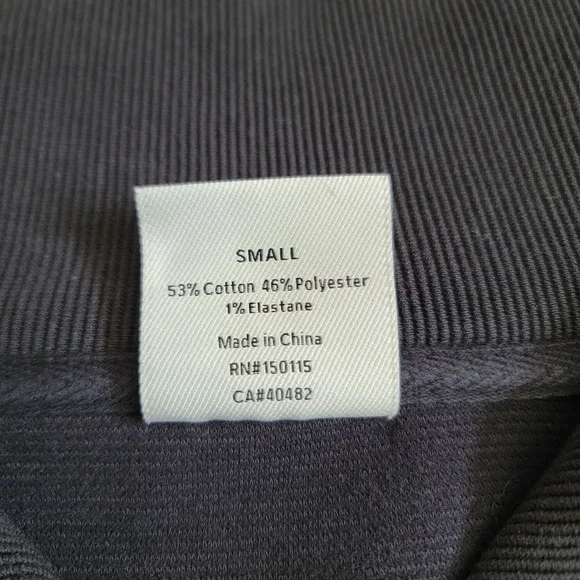 SMALL
53% Cotton 46% Polyester
1% Elastane
Made in China
RN#150115
CA#40482